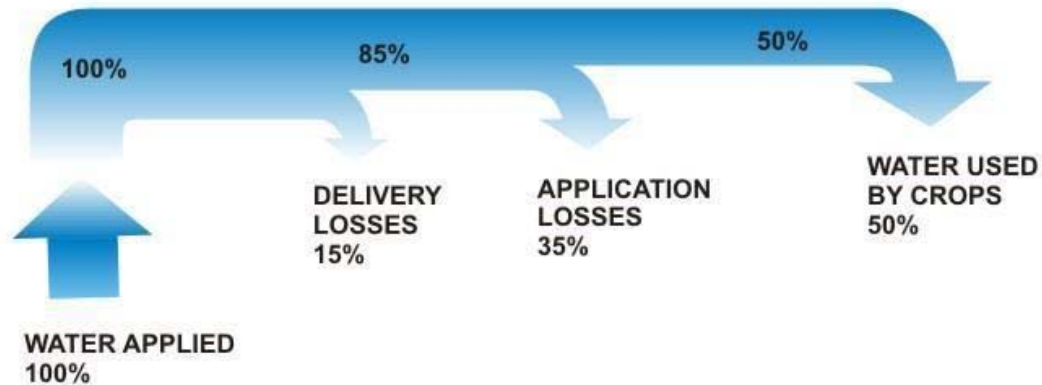 100%
85%
50%
DELIVERY
LOSSES
15%
APPLICATION
LOSSES
35%
WATER USED
BY CROPS
50%
WATER APPLIED
100%